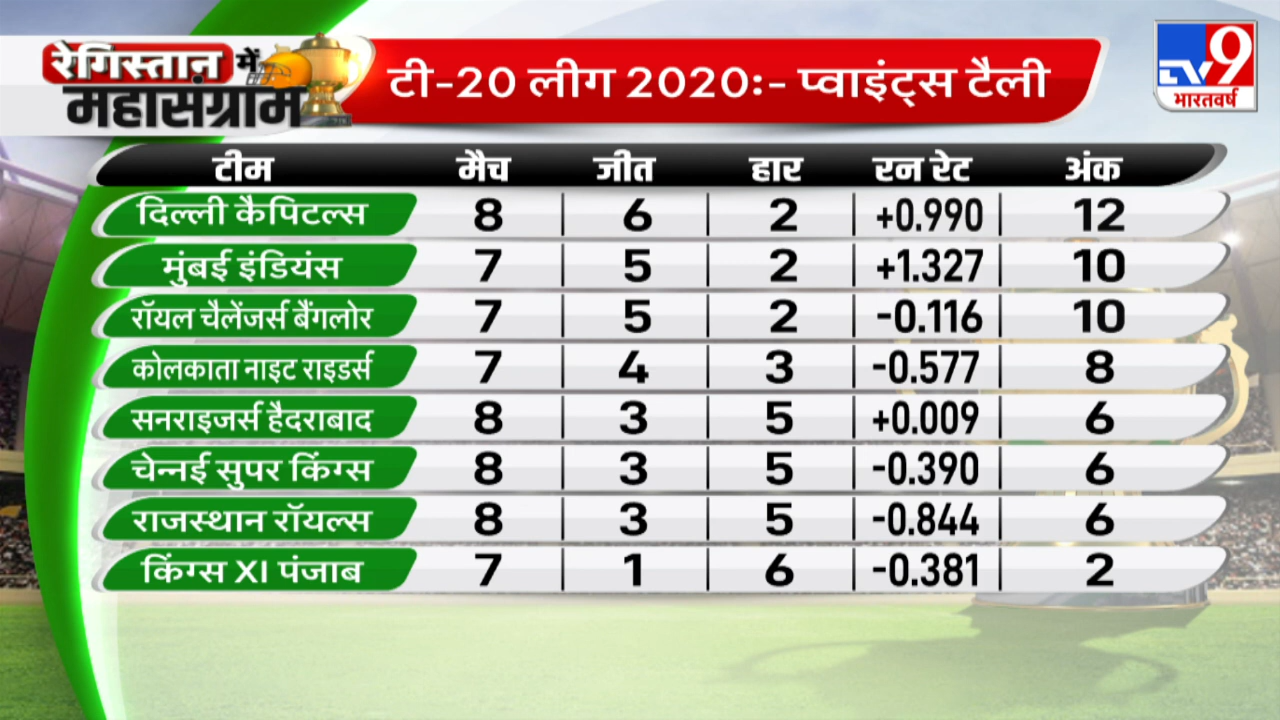 रेगिस्तान में
महासंग्राम
टी-20 लीग 2020:- प्वाइंट्स टैली
TV9
भारतवर्ष
टीम मैच जीत हार रन रेट अंक
दिल्ली कैपिटल्स 8 6 2 +0.990 12
मुंबई इंडियंस 7 5 2 +1.327 10
रॉयल चैलेंजर्स बैंगलोर 7 5 2 -0.116 10
कोलकाता नाइट राइडर्स 7 4 3 -0.577 8
सनराइजर्स हैदराबाद 8 3 5 +0.009 6
चेन्नई सुपर किंग्स 8 3 5 -0.390 6
राजस्थान रॉयल्स 8 3 5 -0.844 6
किंग्स XI पंजाब 7 1 6 -0.381 2